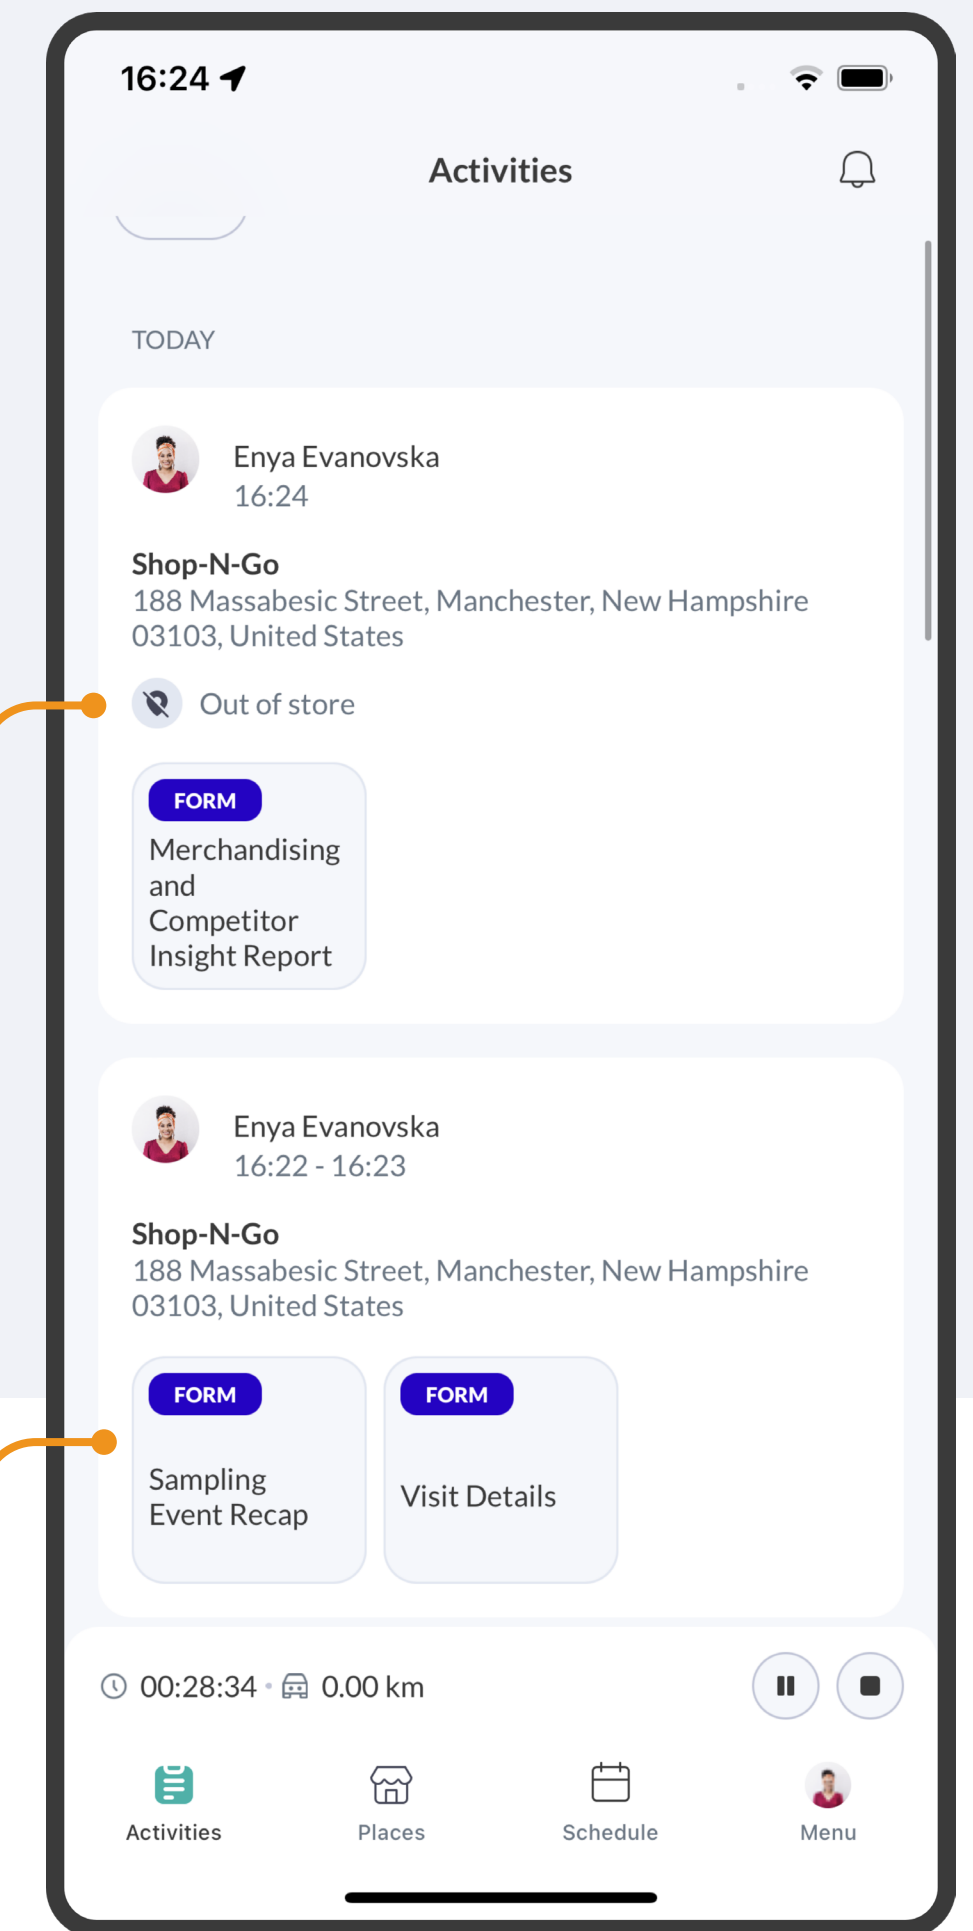 16:24
Activities
TODAY
Enya Evanovska
16:24
Shop-N-Go
188 Massabesic Street, Manchester, New Hampshire
03103, United States
Out of store
FORM
Merchandising
and
Competitor
Insight Report
Enya Evanovska
16:22 - 16:23
Shop-N-Go
188 Massabesic Street, Manchester, New Hampshire
03103, United States
FORM
Sampling
Event Recap
FORM
Visit Details
00:28:34 • 0.00 km
Activities
Places
Schedule
Menu